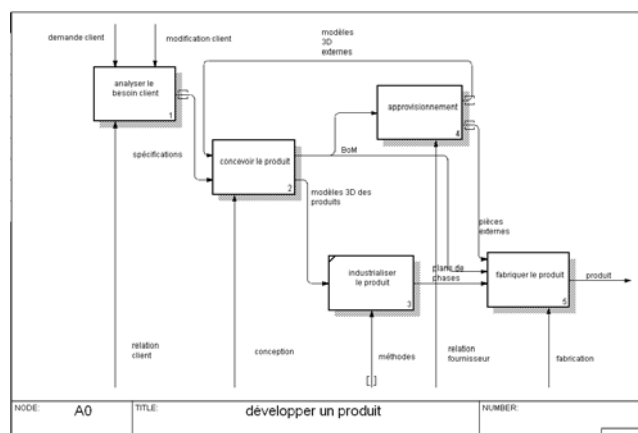 demande client
modification client
modèles
3D
externes
analyser le
besoin client
1
approvisionnement
4
spécifications
concevoir le produit
2
BoM
modèles 3D des
produits
pièces
externes
industrialiser
le produit
3
plans de
phases
fabriquer le produit
5
produit
relation
client
conception
méthodes
relation
fournisseur
fabrication
NODE:
A0
TITLE:
développer un produit
NUMBER: